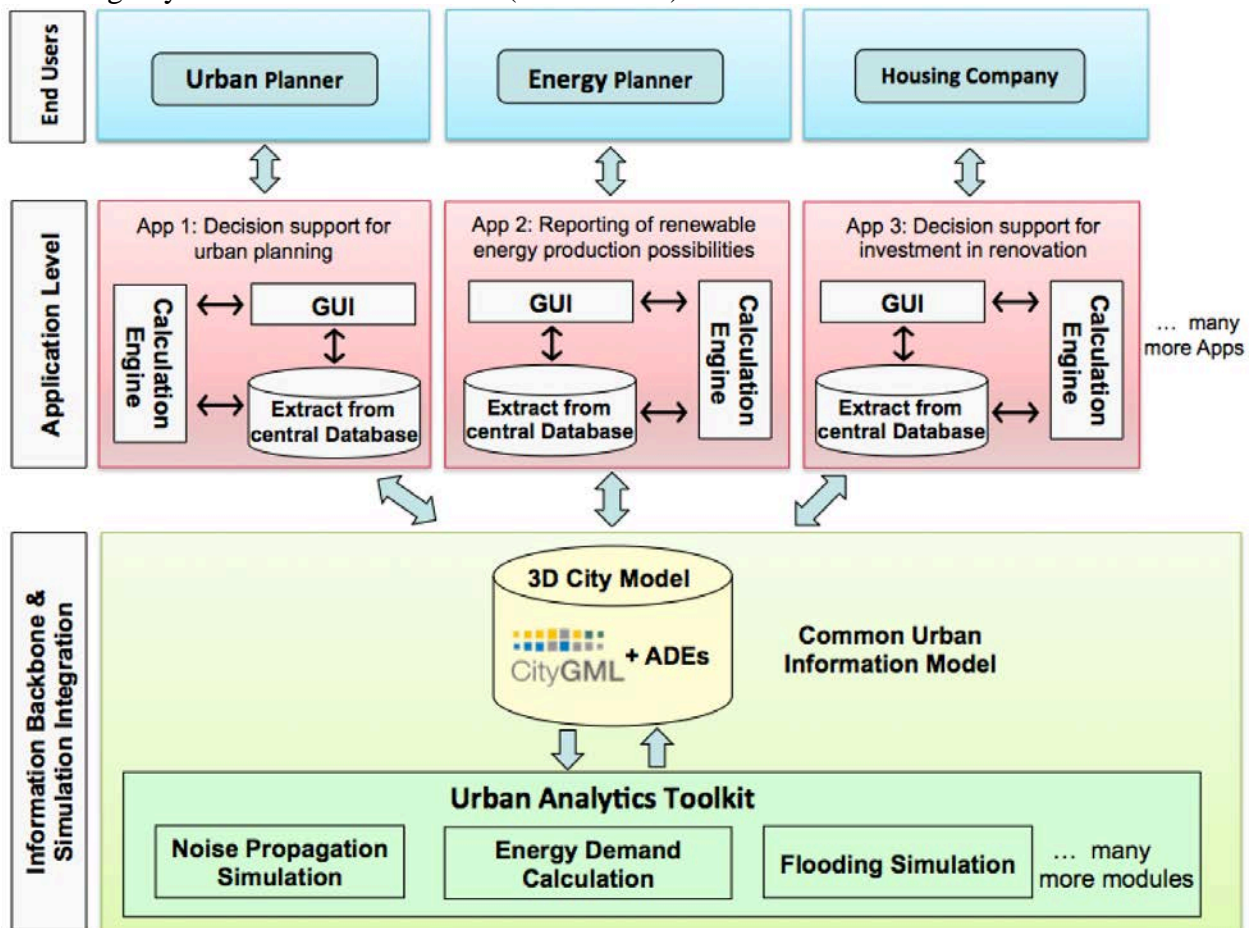 End Users
Urban Planner
Energy Planner
Housing Company
Application Level
App 1: Decision support for
urban planning
Calculation
Engine
GUI
Extract from
central Database
App 2: Reporting of renewable
energy production possibilities
GUI
Calculation
Engine
Extract from
central Database
App 3: Decision support for
investment in renovation
GUI
Calculation
Engine
Extract from
central Database
... many
more Apps
Information Backbone &
Simulation Integration
3D City Model
CityGML + ADEs
Common Urban
Information Model
Urban Analytics Toolkit
Noise Propagation
Simulation
Energy Demand
Calculation
Flooding Simulation
... many
more modules